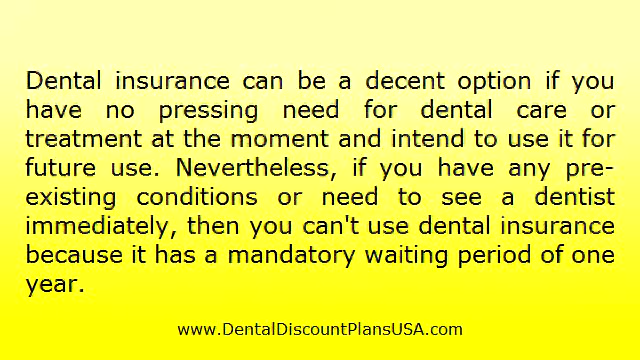 Dental insurance can be a decent option if you
have no pressing need for dental care or
treatment at the moment and intend to use it for
future use. Nevertheless, if you have any pre-
existing conditions or need to see a dentist
immediately, then you can't use dental insurance
because it has a mandatory waiting period of one
year.
www.DentalDiscountPlansUSA.com